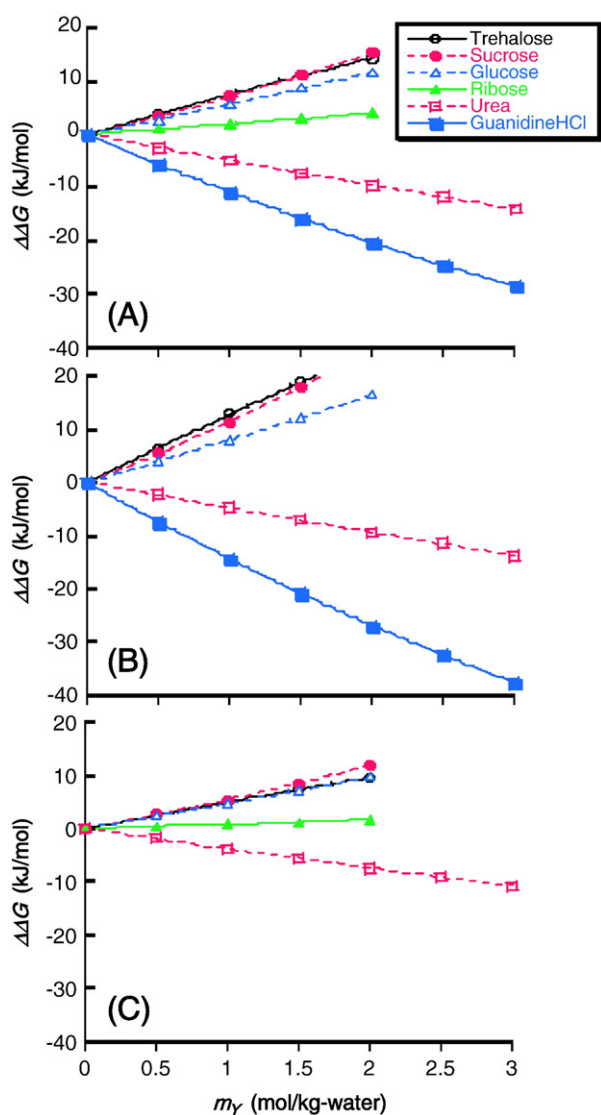 Trehalose
Sucrose
Glucose
Ribose
Urea
GuanidineHCl
20
10
0
-10
-20
-30
-40
ΔΔG (kJ/mol)
(A)
20
10
0
-10
-20
-30
-40
ΔΔG (kJ/mol)
(B)
20
10
0
-10
-20
-30
-40
ΔΔG (kJ/mol)
(C)
0 0.5 1 1.5 2 2.5 3
mY (mol/kg-water)